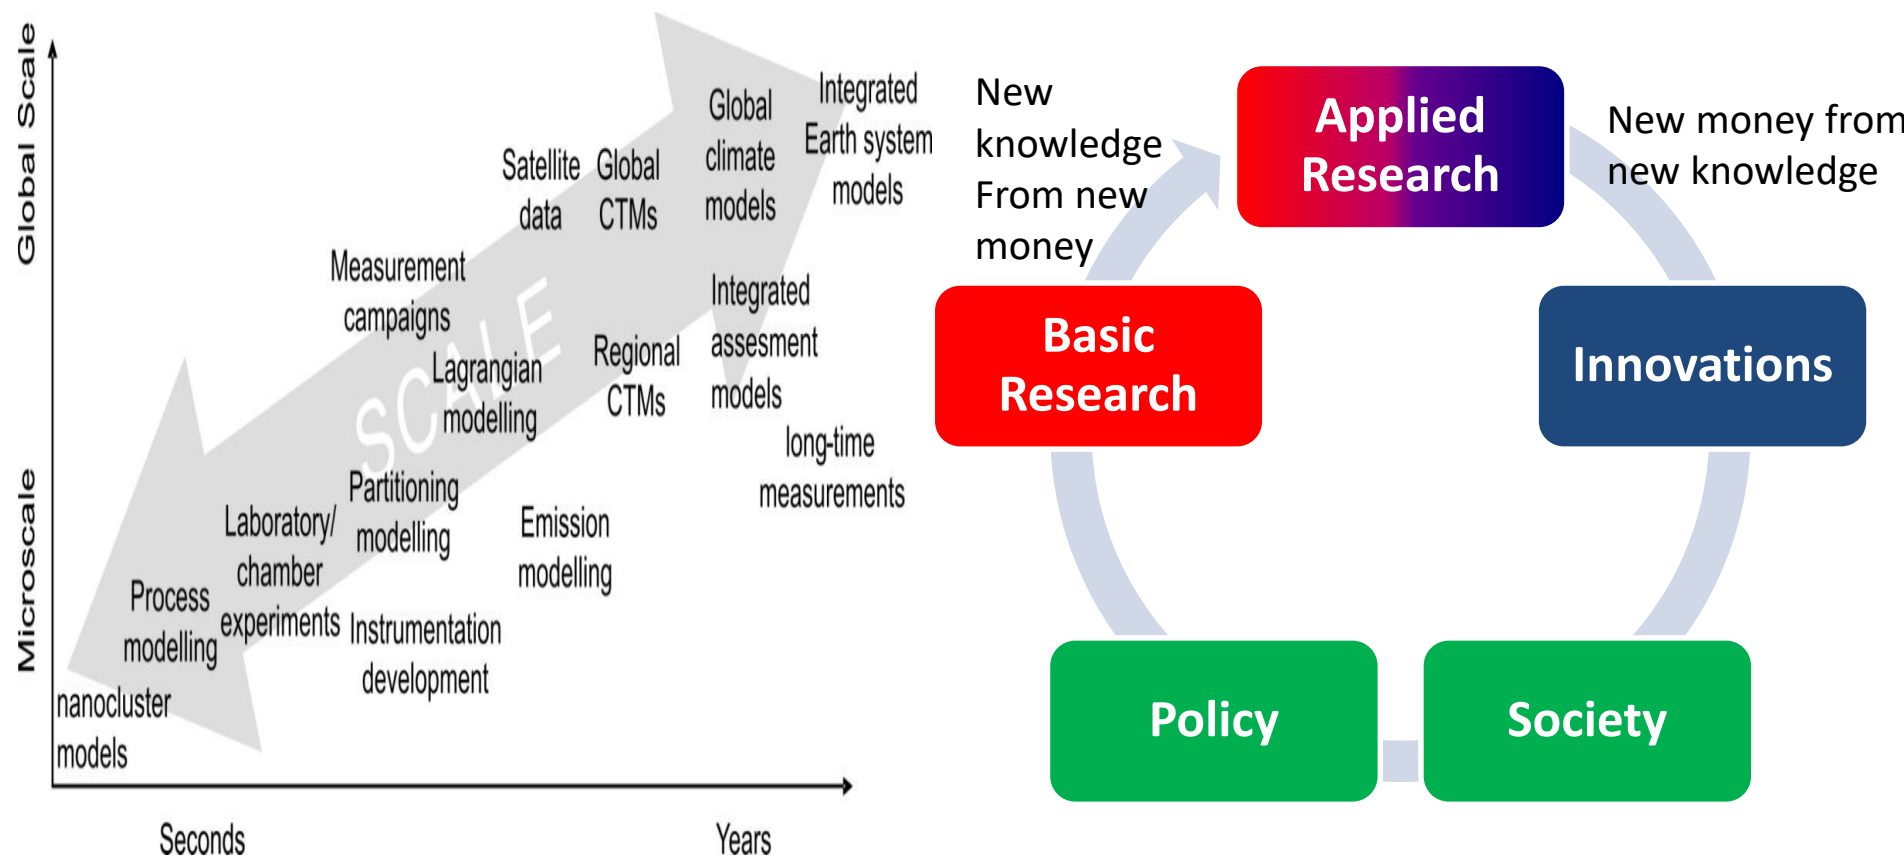 Global Scale
Microscale
SCALE
nanocluster
models
Process
modelling
Laboratory/
chamber
experiments
Instrumentation
development
Partitioning
modelling
Measurement
campaigns
Lagrangian
modelling
Emission
modelling
Satellite
data
Global
CTMs
Regional
CTMs
Global
climate
models
Integrated
assesment
models
Integrated
Earth system
models
long-time
measurements
Seconds
Years
New
knowledge
From new
money
Applied
Research
New money from
new knowledge
Basic
Research
Innovations
Policy
Society